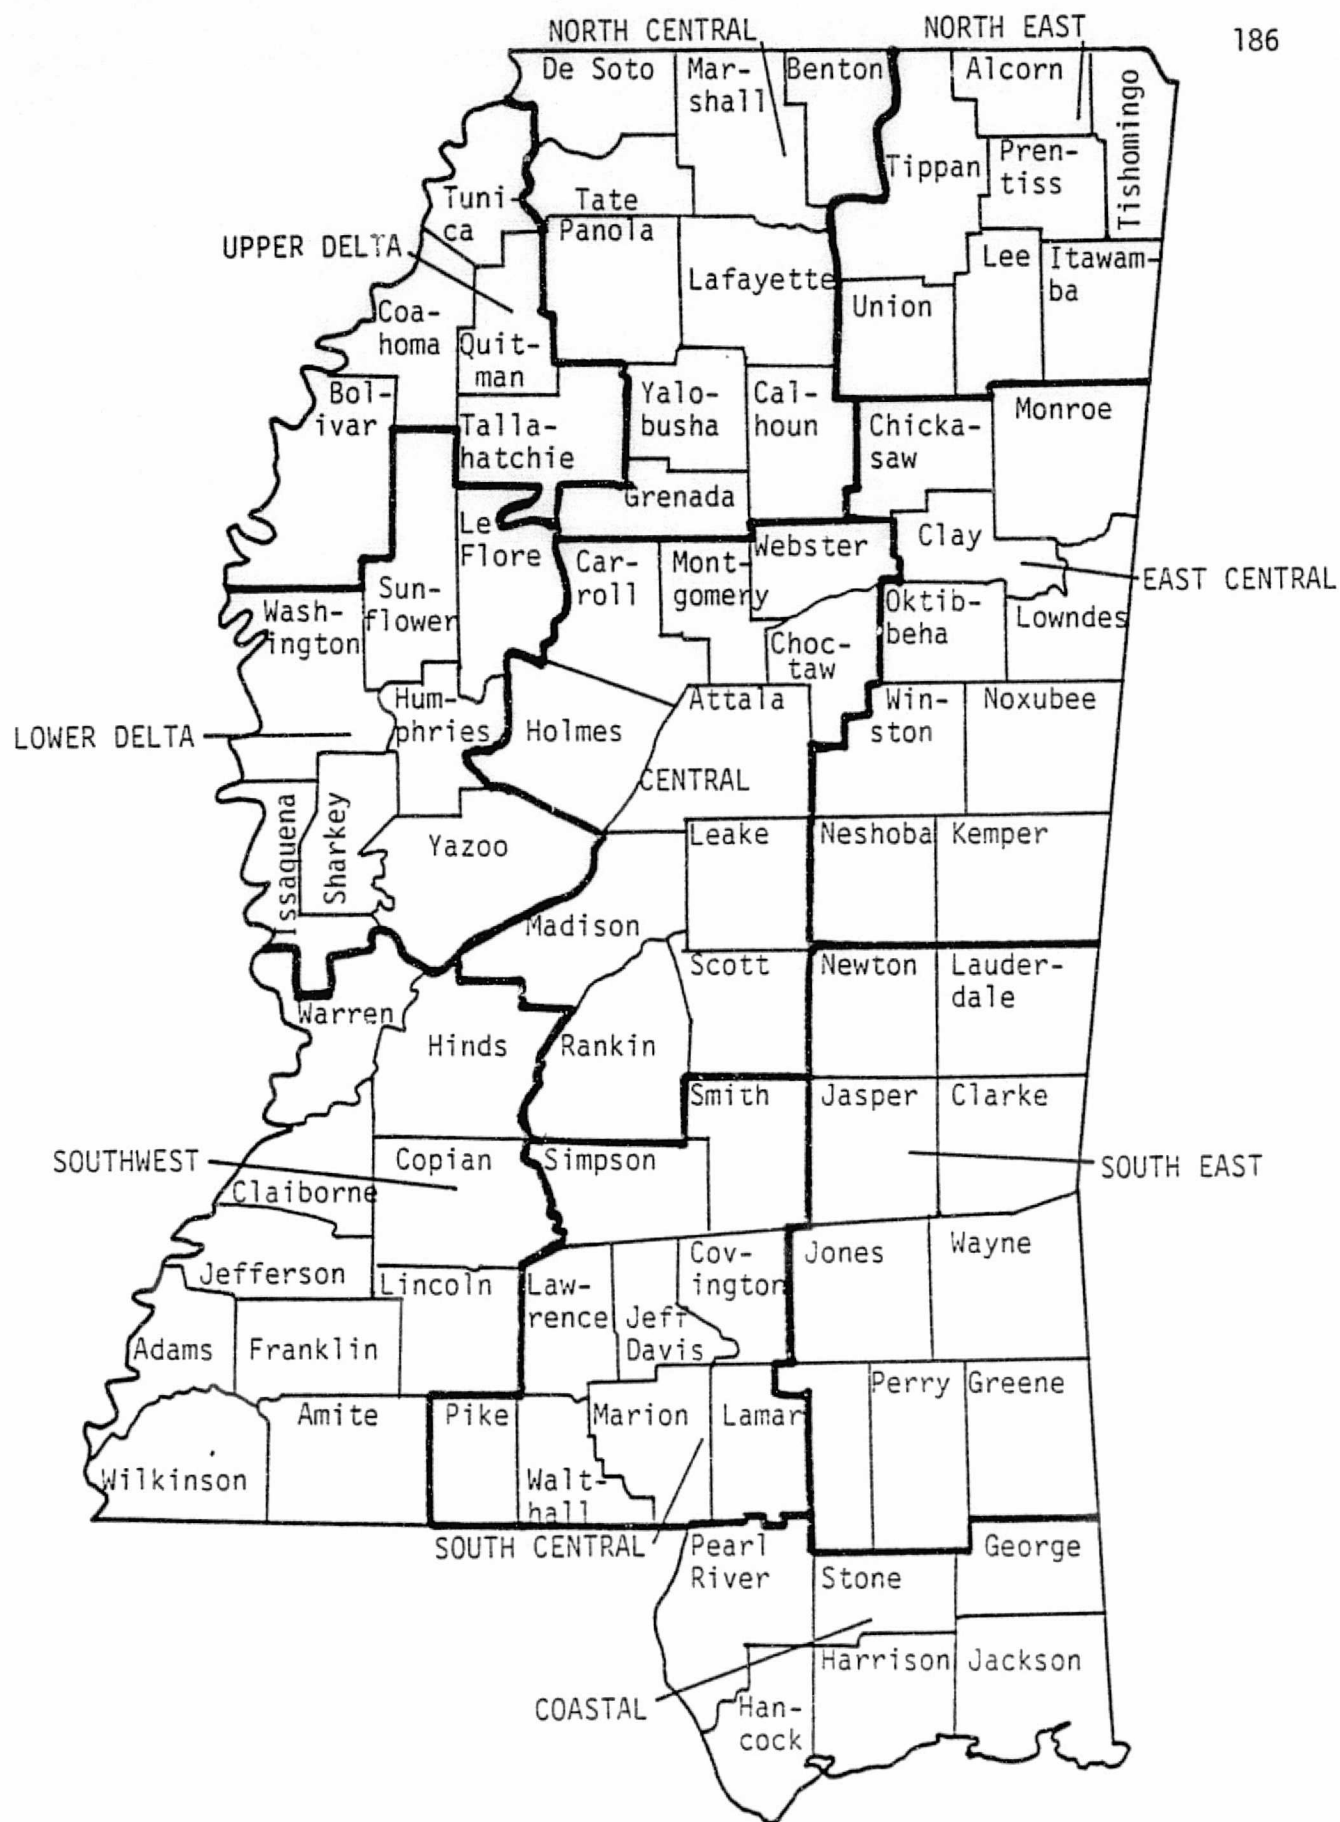 186
NORTH CENTRAL
NORTH EAST
De Soto
Mar-
shall
Benton
Alcorn
Tishomingo
Tippan
Pren-
tiss
Tuni-
ca
Tate
Panola
UPPER DELTA
Lafayette
Lee
Itawam-
ba
Union
Coa-
homa
Quit-
man
Bol-
ivar
Yalo-
busha
Cal-
houn
Chicka-
saw
Monroe
Talla-
hatchie
Grenada
Le
Flore
Clay
Webster
Car-
roll
Mont-
gomery
EAST CENTRAL
Sun-
flower
Wash-
ington
Oktib-
beha
Lowndes
Choc-
taw
Hum-
phries
Attala
Win-
ston
Noxubee
LOWER DELTA
Holmes
CENTRAL
Issaquena
Sharkey
Yazoo
Leake
Neshoba
Kemper
Madison
Scott
Newton
Lauder-
dale
Warren
Hinds
Rankin
Smith
Jasper
Clarke
SOUTHWEST
Copian
Simpson
SOUTH EAST
Claiborne
Jefferson
Lincoln
Law-
rence
Jeff
Davis
Cov-
ington
Jones
Wayne
Adams
Franklin
Perry
Greene
Amite
Pike
Marion
Lamar
Wilkinson
Walt-
hall
SOUTH CENTRAL
Pearl
River
Stone
George
Harrison
Jackson
COASTAL
Han-
cock